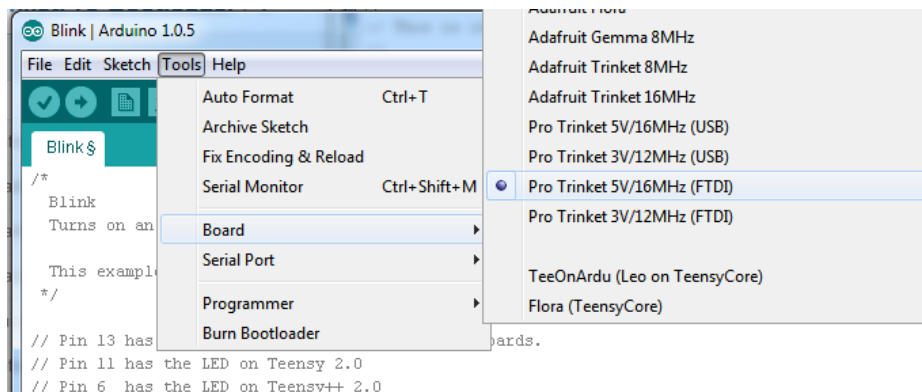 Blink | Arduino 1.0.5
File Edit Sketch Tools Help
Blink §
Auto Format Ctrl+T
Archive Sketch
Fix Encoding & Reload
Serial Monitor Ctrl+Shift+M
Board
Serial Port
Programmer
Burn Bootloader
Adafruit Flora
Adafruit Gemma 8MHz
Adafruit Trinket 8MHz
Adafruit Trinket 16MHz
Pro Trinket 5V/16MHz (USB)
Pro Trinket 3V/12MHz (USB)
Pro Trinket 5V/16MHz (FTDI)
Pro Trinket 3V/12MHz (FTDI)
TeeOnArdu (Leo on TeensyCore)
Flora (TeensyCore)
/*
Blink
Turns on an
This example
*/
// Pin 13 has
// Pin 11 has the LED on Teensy 2.0
// Pin 6 has the LED on Teensy++ 2.0